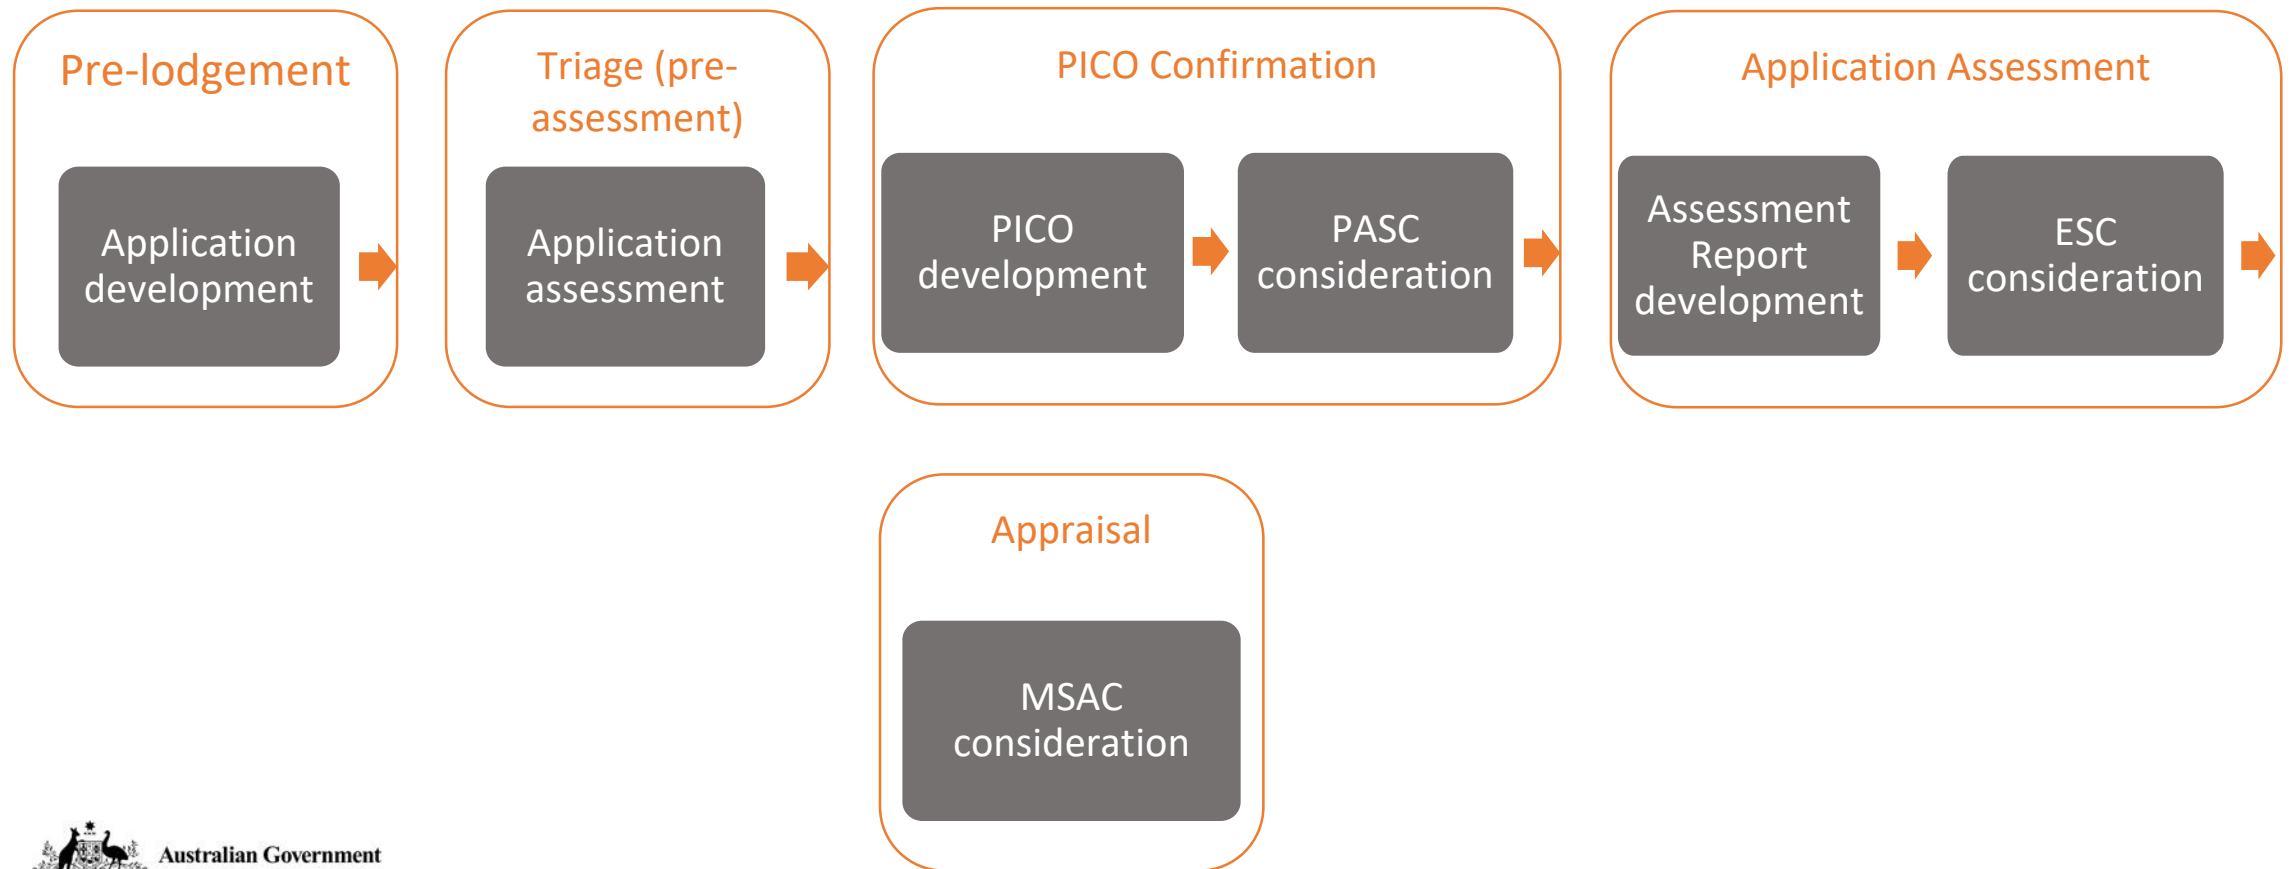 Pre-lodgement
Application
development
Triage (pre-
assessment)
Application
assessment
PICO Confirmation
PICO
development
PASC
consideration
Application Assessment
Assessment
Report
development
ESC
consideration
Appraisal
MSAC
consideration
Australian Government